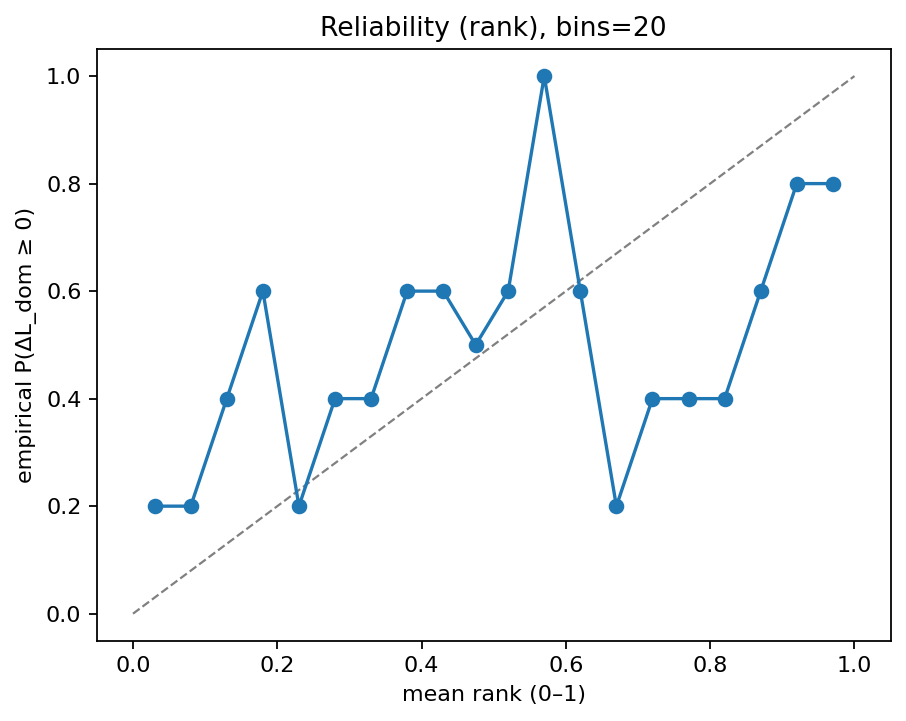 Reliability (rank), bins=20
empirical P(ΔL_dom ≥ 0)
1.0
0.8
0.6
0.4
0.2
0.0
0.0 0.2 0.4 0.6 0.8 1.0
mean rank (0–1)